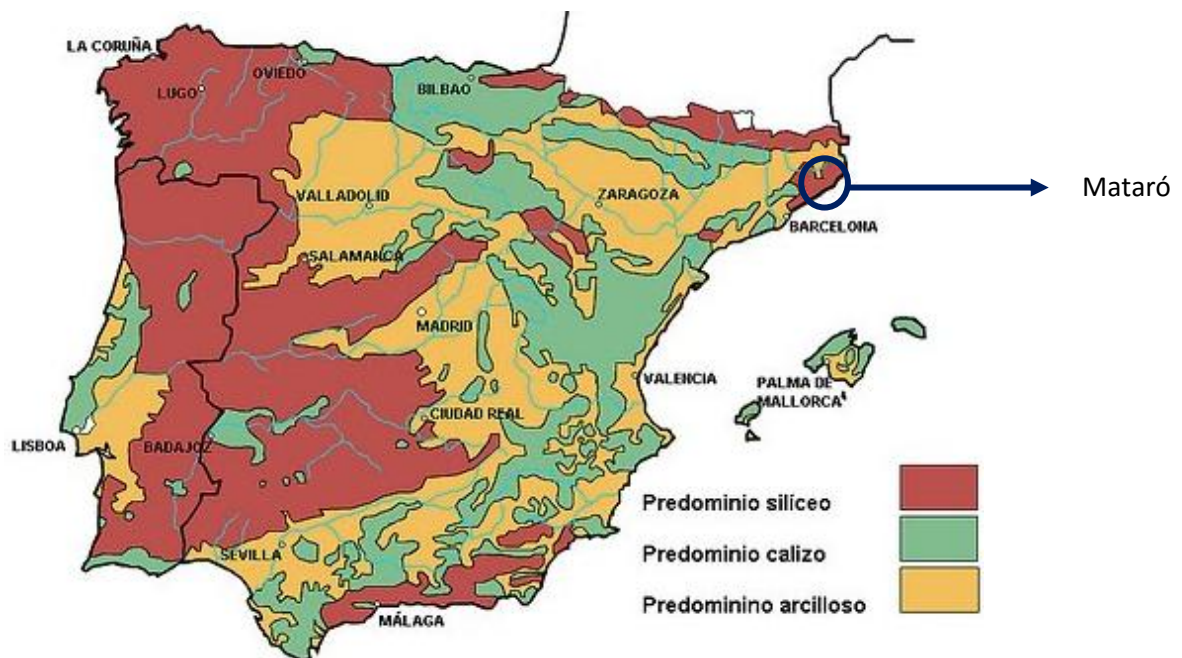 LA CORUÑA
OVIEDO
LUGO
BILBAO
Mataró
VALLADOLID
ZARAGOZA
BARCELONA
SALAMANCA
MADRID
VALENCIA
PALMA DE
MALLORCA
CIUDAD REAL
LISBOA
BADAJOZ
Predominio silíceo
SEVILLA
Predominio calizo
Predominino arcilloso
MÁLAGA